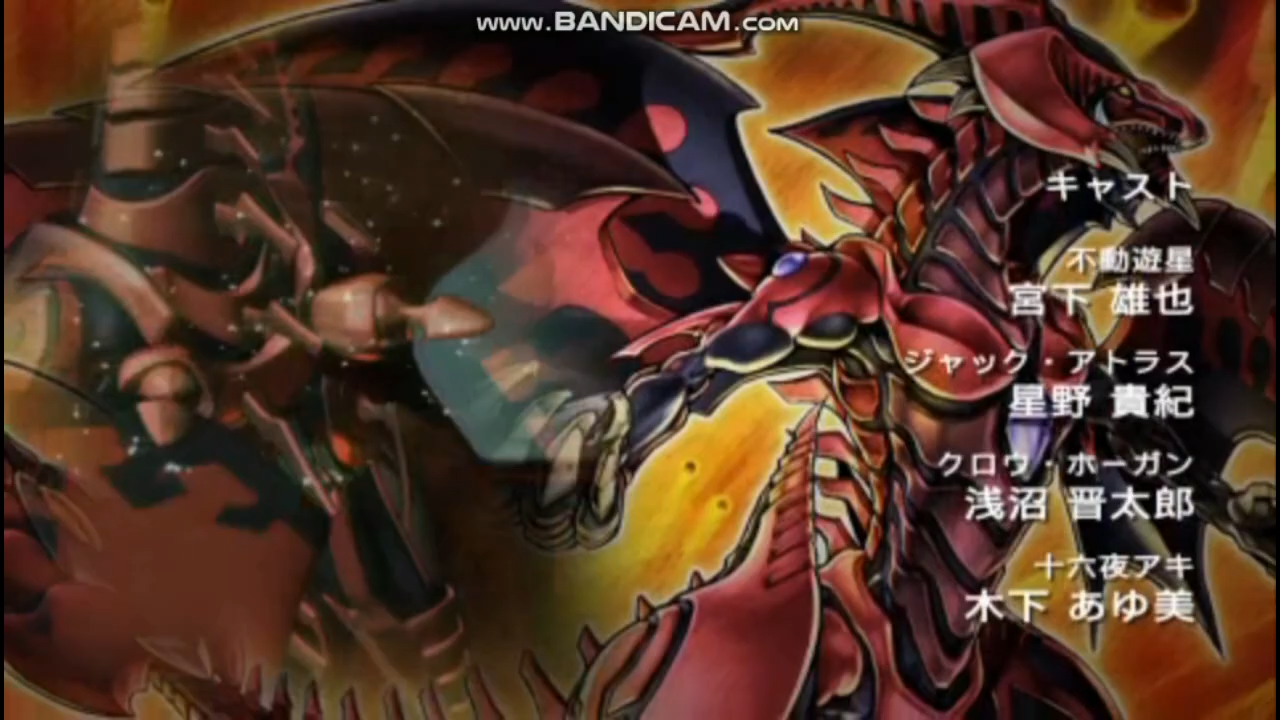 www.BANDICAM.com
キャスト
不動遊星
宮下 雄也
ジャック・アトラス
星野 貴紀
クロウ・ホーガン
浅沼 晋太郎
十六夜アキ
木下 あゆ美